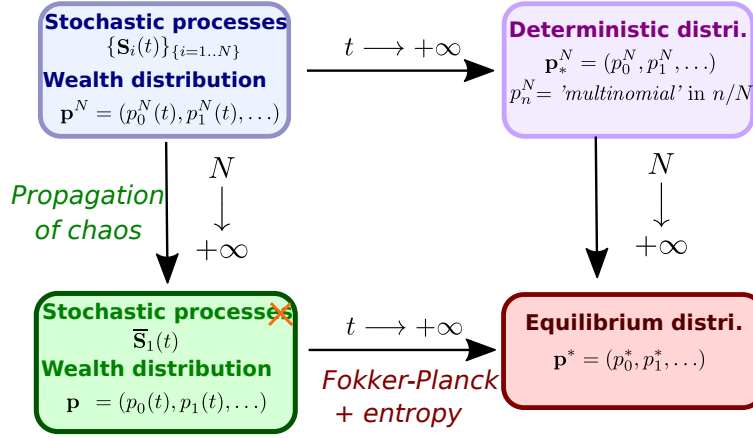 Stochastic processes
{S_i(t)}_{i=1..N}
Wealth distribution
p^N = (p_0^N(t), p_1^N(t), ...)
t ⟶ +∞
Deterministic distri.
p_*^N = (p_0^N, p_1^N, ...)
p_n^N = 'multinomial' in n/N
Propagation
of chaos
N
↓
+∞
N
↓
+∞
Stochastic processes
S̅_1(t)
Wealth distribution
p = (p_0(t), p_1(t), ...)
t ⟶ +∞
Fokker-Planck
+ entropy
Equilibrium distri.
p^* = (p_0^*, p_1^*, ...)